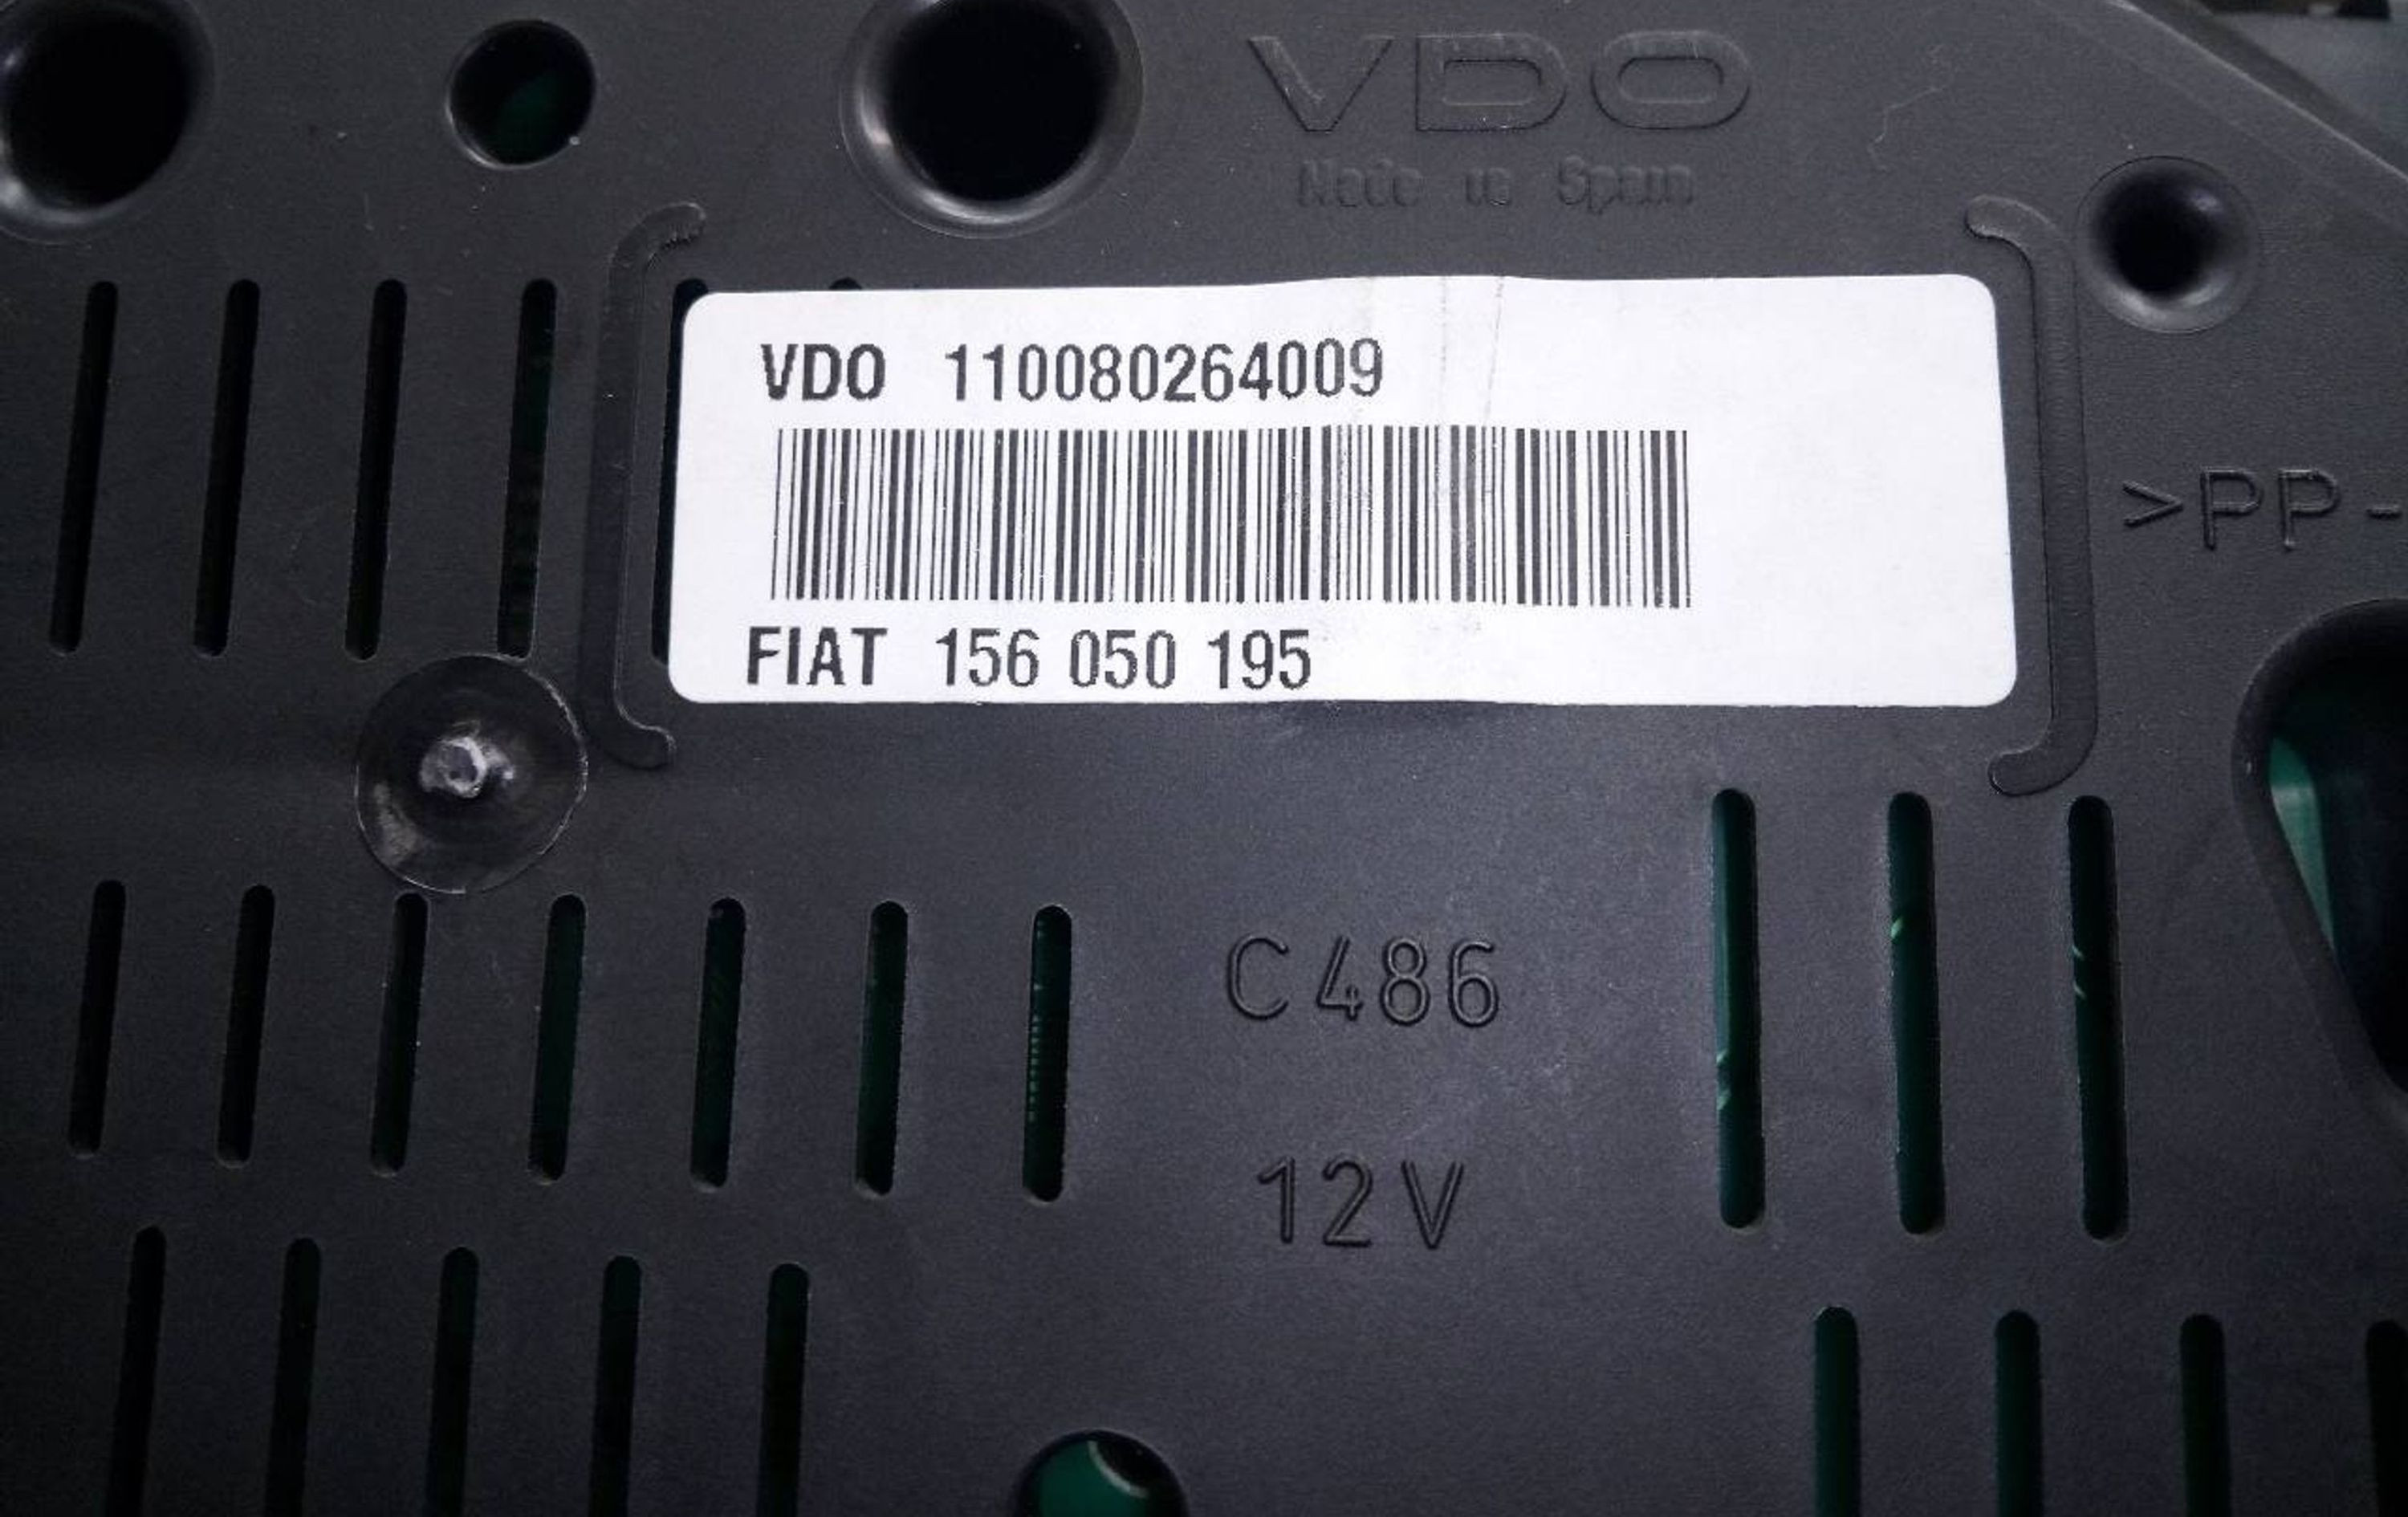 VDO
Made in Spain
VDO 110080264009
FIAT 156 050 195
>PP-
C486
12V